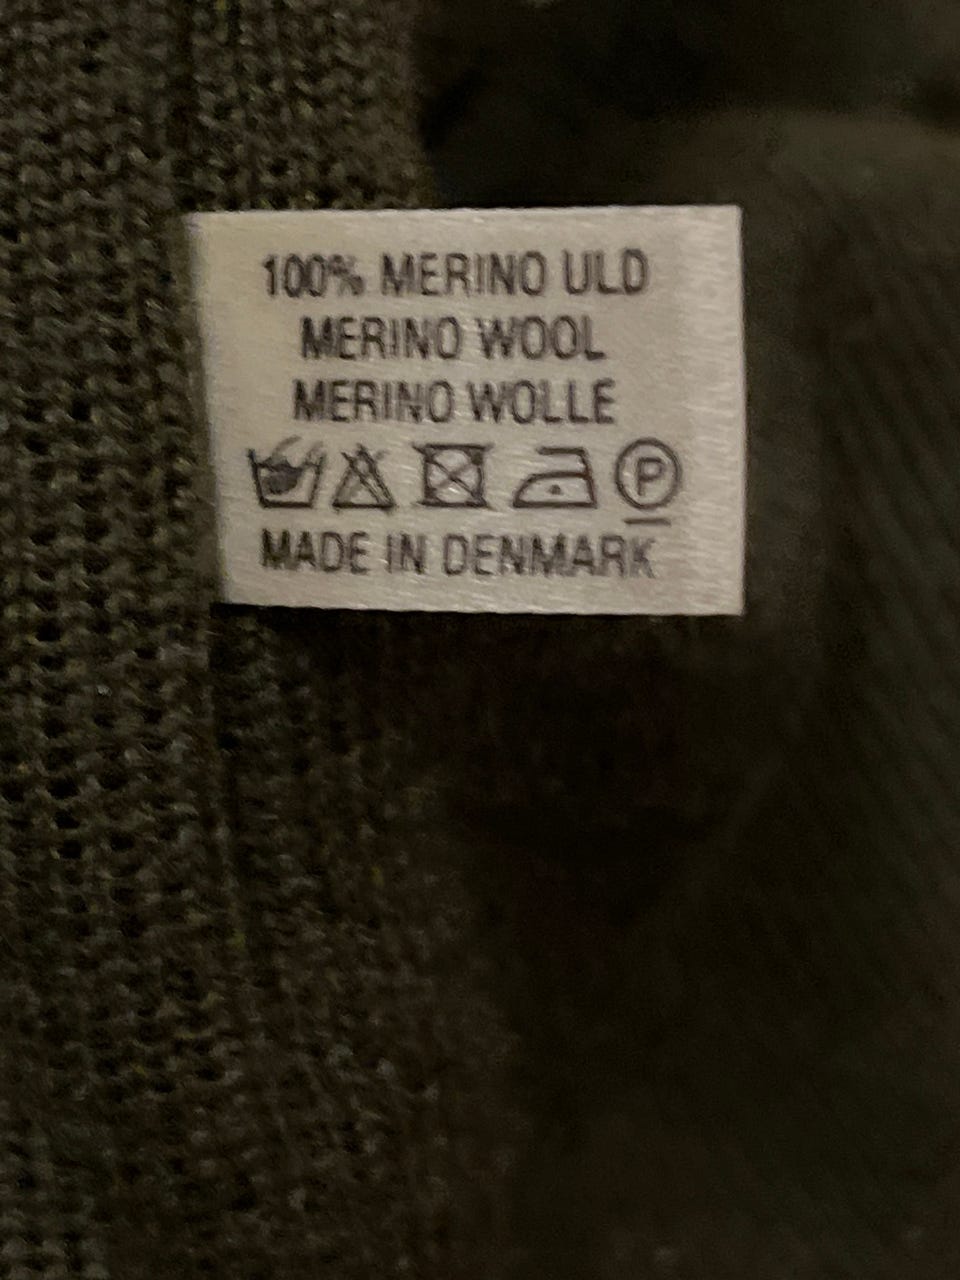 100% MERINO ULD
MERINO WOOL
MERINO WOLLE
P
MADE IN DENMARK